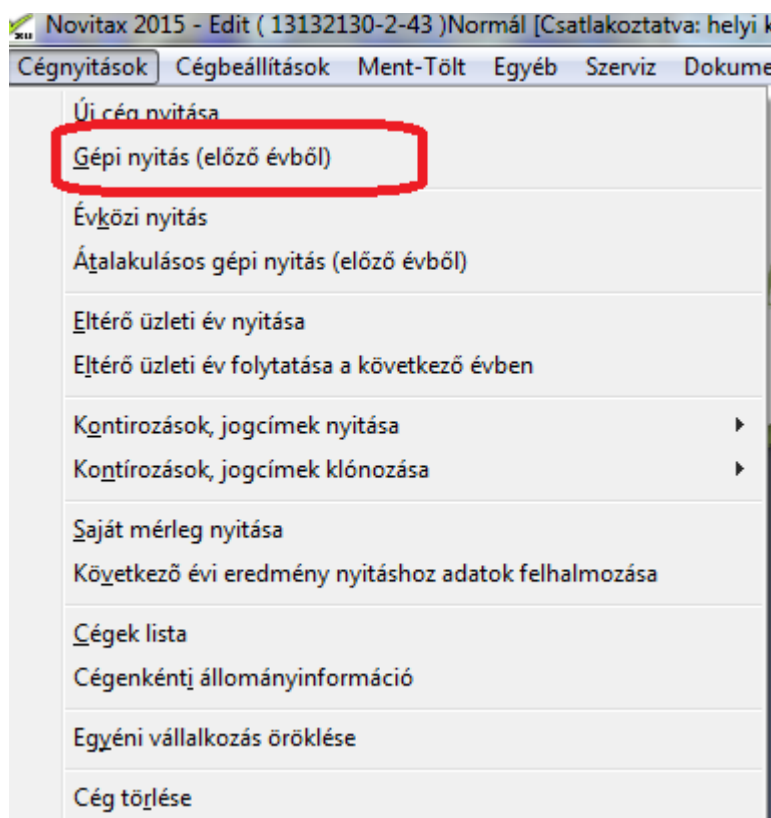 Novitax 2015 - Edit ( 13132130-2-43 )Normál [Csatlakoztatva: helyi k
Cégnyitások Cégbeállítások Ment-Tölt Egyéb Szerviz Dokume
Új cég nyitása
Gépi nyitás (előző évből)
Évközi nyitás
Átalakulásos gépi nyitás (előző évből)
Eltérő üzleti év nyitása
Eltérő üzleti év folytatása a következő évben
Kontirozások, jogcímek nyitása
Kontírozások, jogcímek klónozása
Saját mérleg nyitása
Következõ évi eredmény nyitáshoz adatok felhalmozása
Cégek lista
Cégenkénti állományinformáció
Egyéni vállalkozás öröklése
Cég törlése